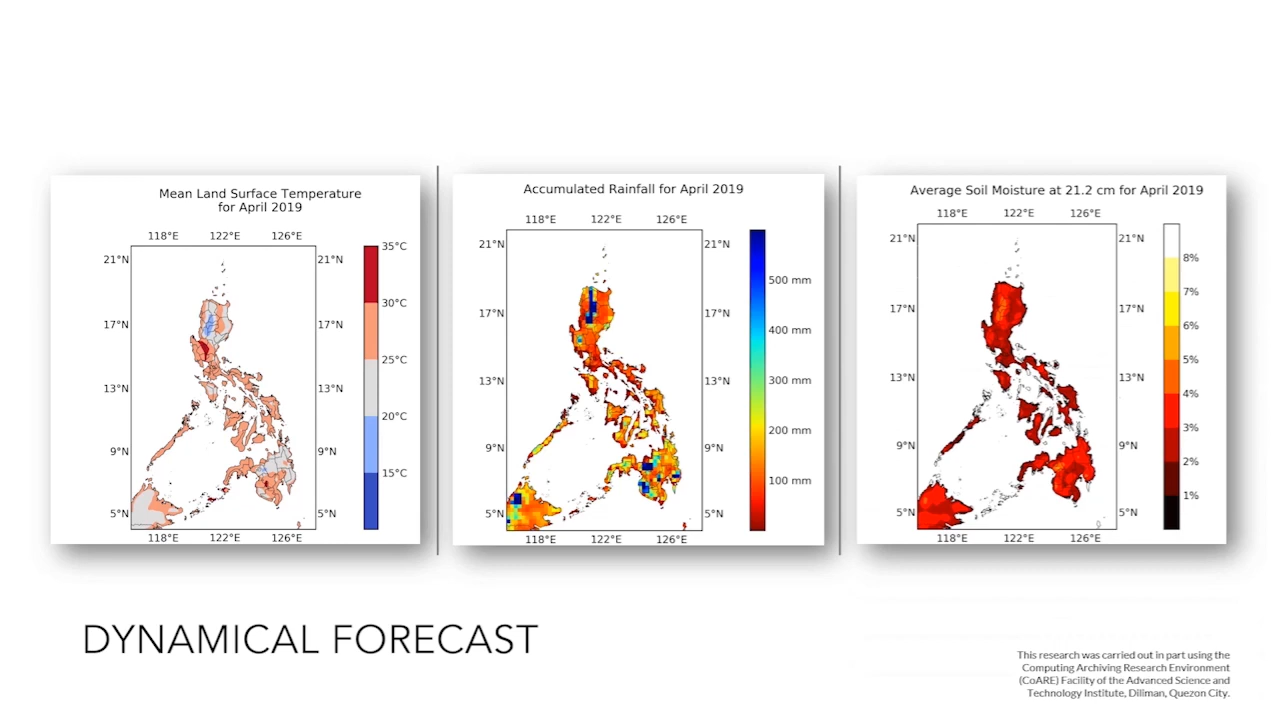 Mean Land Surface Temperature
for April 2019
118°E 122°E 126°E
35°C
21°N 21°N
30°C
17°N 17°N
25°C
13°N 13°N
20°C
9°N 9°N
15°C
5°N 5°N
118°E 122°E 126°E
Accumulated Rainfall for April 2019
118°E 122°E 126°E
21°N 21°N
500 mm
17°N 17°N
400 mm
13°N 13°N
300 mm
200 mm
9°N 9°N
100 mm
5°N 5°N
118°E 122°E 126°E
Average Soil Moisture at 21.2 cm for April 2019
118°E 122°E 126°E
21°N 21°N
8%
7%
17°N 17°N
6%
5%
13°N 13°N
4%
3%
9°N 9°N
2%
1%
5°N 5°N
118°E 122°E 126°E
DYNAMICAL FORECAST
This research was carried out in part using the
Computing Archiving Research Environment
(CoARE) Facility of the Advanced Science and
Technology Institute, Diliman, Quezon City.